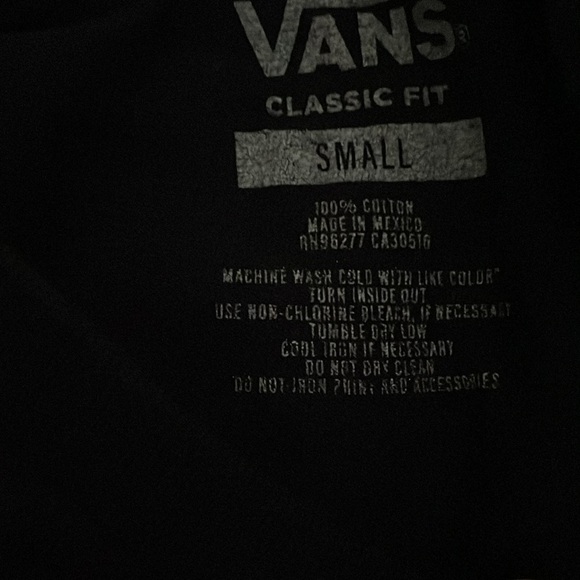 VANS
CLASSIC FIT
SMALL
100% COTTON
MADE IN MEXICO
RN96277 CA30516
MACHINE WASH COLD WITH LIKE COLOR
TURN INSIDE OUT
USE NON-CHLORINE BLEACH, IF NECESSARY
TUMBLE DRY LOW
COOL IRON IF NECESSARY
DO NOT DRY CLEAN
DO NOT IRON PRINT AND ACCESSORIES